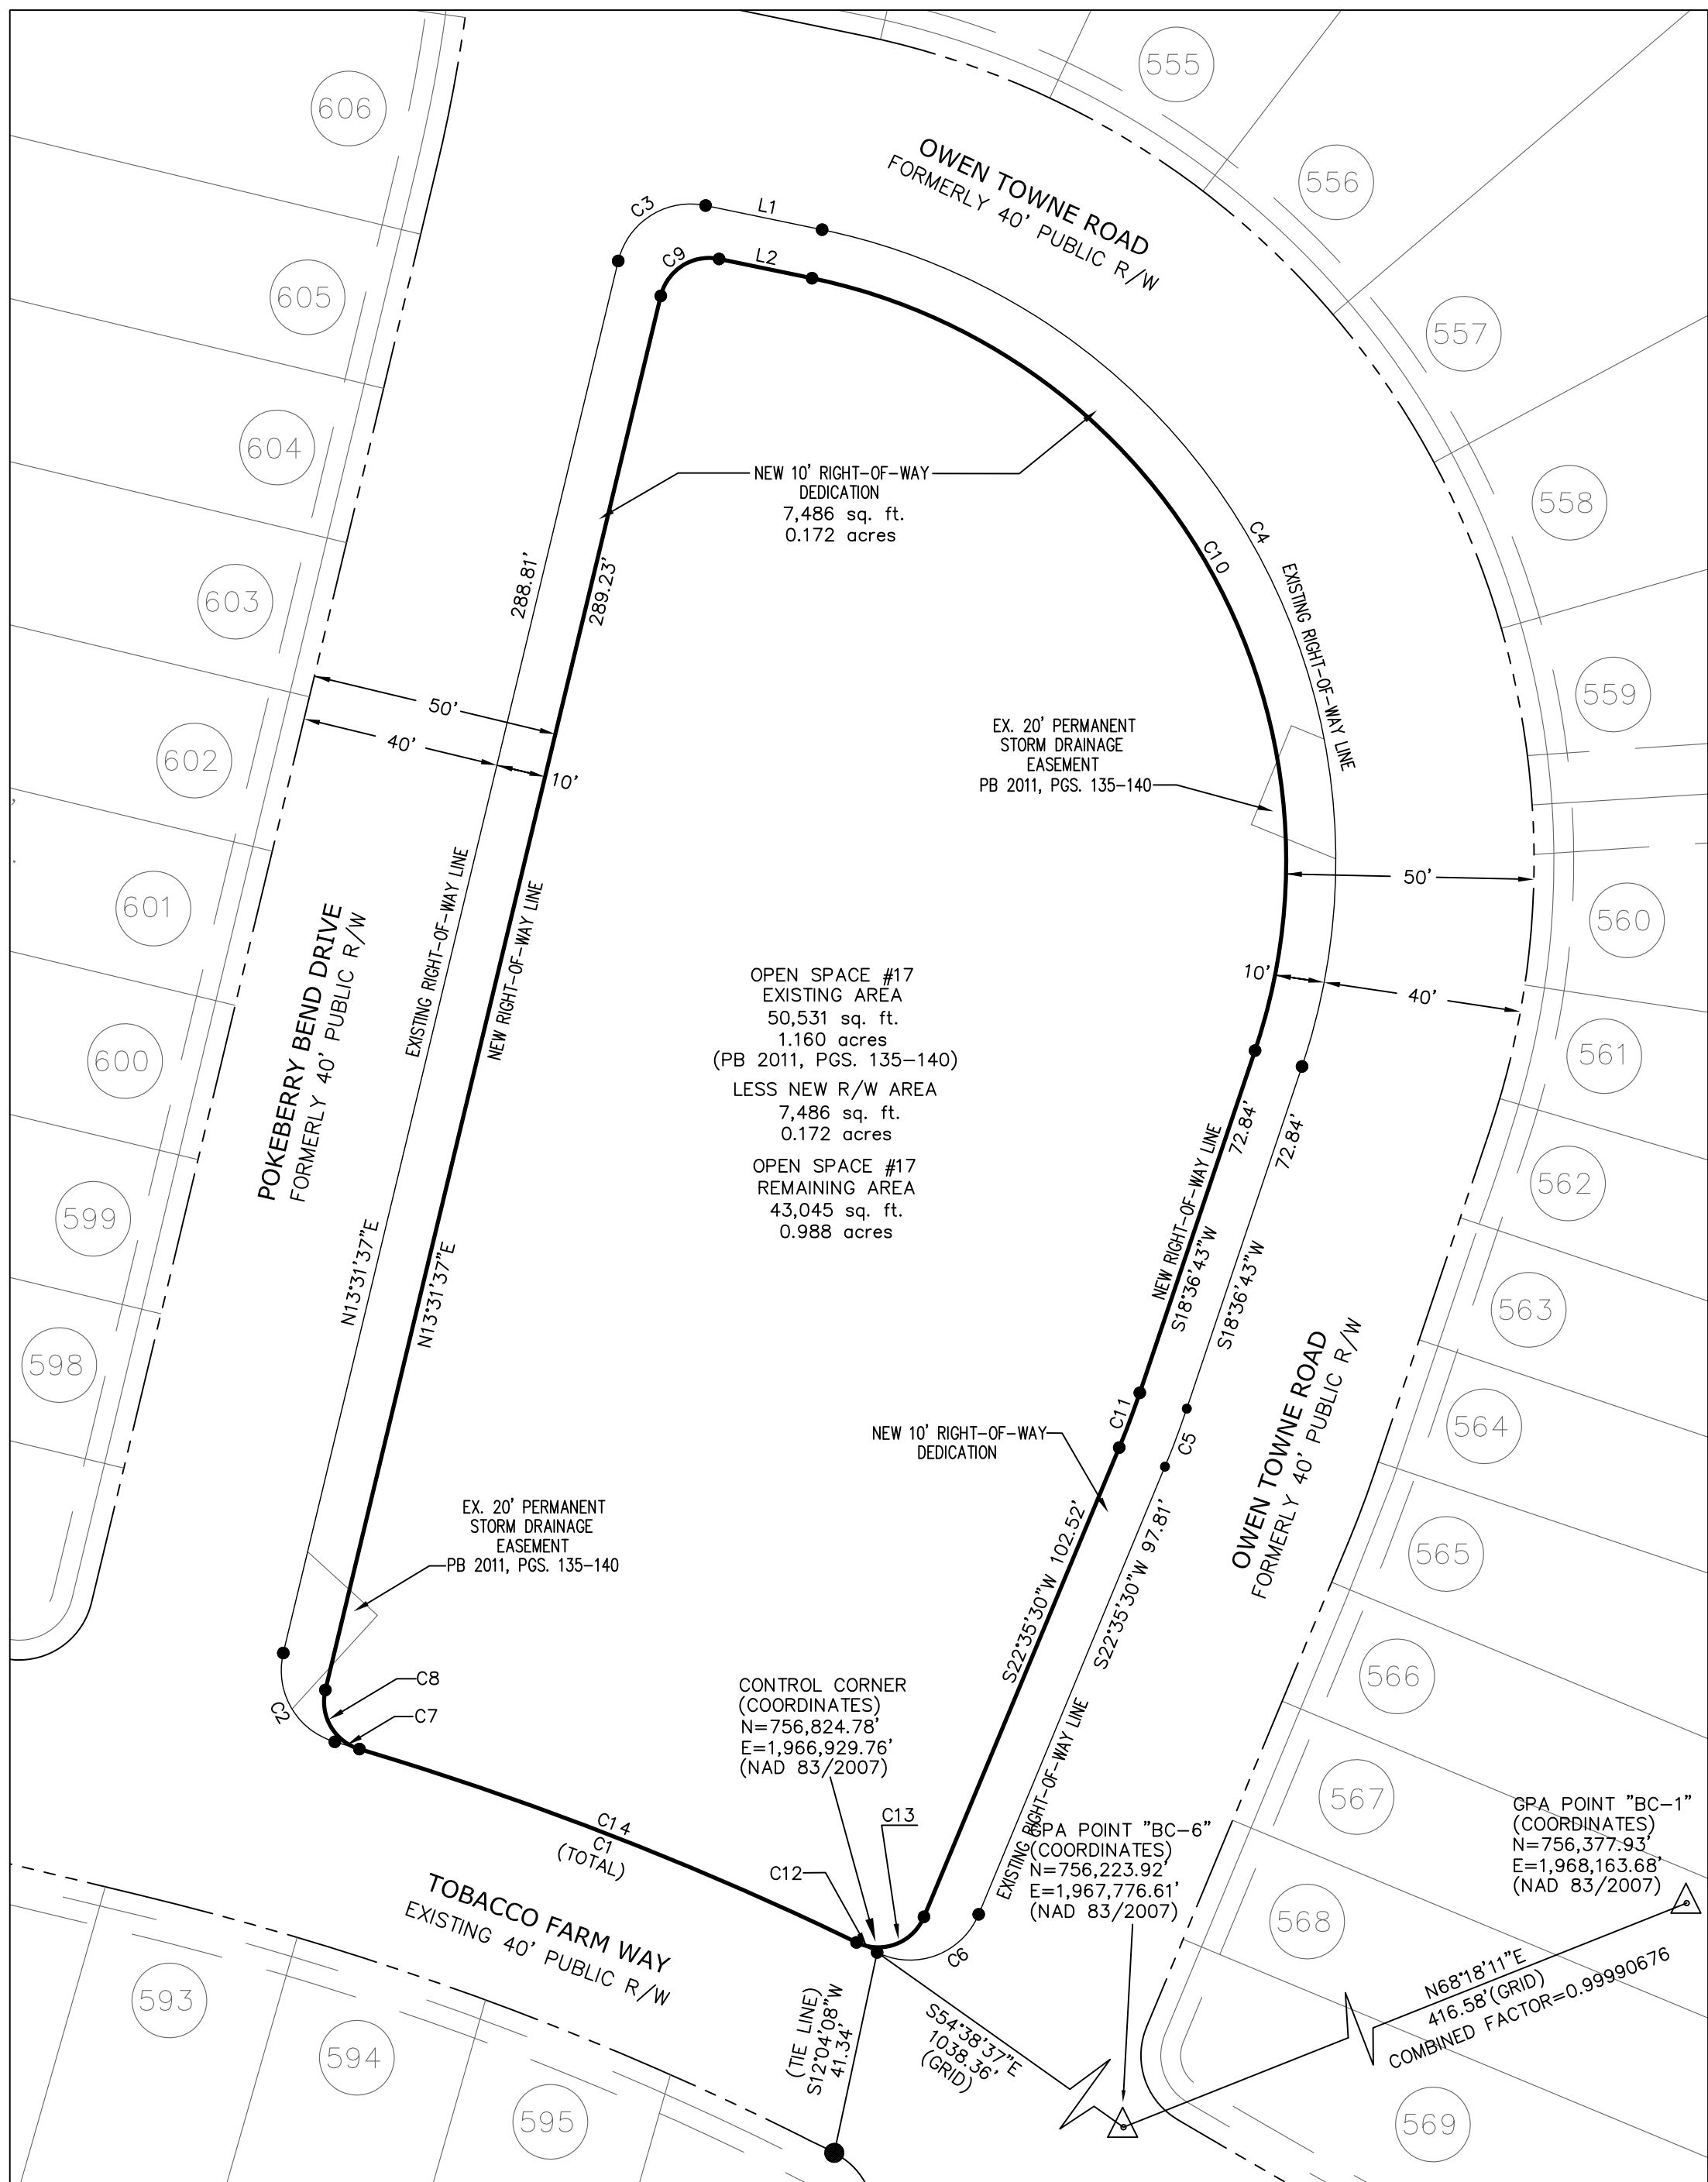 555
606
556
OWEN TOWNE ROAD
FORMERLY 40' PUBLIC R/W
C3
L1
605
C9
L2
557
604
NEW 10' RIGHT-OF-WAY
DEDICATION
7,486 sq. ft.
0.172 acres
558
C4
C10
288.81'
289.23'
603
EXISTING RIGHT-OF-WAY LINE
559
50'
40'
10'
602
EX. 20' PERMANENT
STORM DRAINAGE
EASEMENT
PB 2011, PGS. 135-140
50'
601
560
EXISTING RIGHT-OF-WAY LINE
NEW RIGHT-OF-WAY LINE
POKEBERRY BEND DRIVE
FORMERLY 40' PUBLIC R/W
10'
40'
OPEN SPACE #17
EXISTING AREA
50,531 sq. ft.
1.160 acres
(PB 2011, PGS. 135-140)
LESS NEW R/W AREA
7,486 sq. ft.
0.172 acres
OPEN SPACE #17
REMAINING AREA
43,045 sq. ft.
0.988 acres
600
561
72.84'
72.84'
NEW RIGHT-OF-WAY LINE
562
599
N13°31'37"E
N13°31'37"E
S18°36'43"W
S18°36'43"W
563
598
C11
C5
564
NEW 10' RIGHT-OF-WAY
DEDICATION
OWEN TOWNE ROAD
FORMERLY 40' PUBLIC R/W
EX. 20' PERMANENT
STORM DRAINAGE
EASEMENT
PB 2011, PGS. 135-140
565
S22°35'30"W 102.52'
S22°35'30"W 97.81'
566
C8
C2
C7
CONTROL CORNER
(COORDINATES)
N=756,824.78'
E=1,966,929.76'
(NAD 83/2007)
EXISTING RIGHT-OF-WAY LINE
567
C14
C1
(TOTAL)
C13
C12
GPA POINT "BC-6"
(COORDINATES)
N=756,223.92'
E=1,967,776.61'
(NAD 83/2007)
GPA POINT "BC-1"
(COORDINATES)
N=756,377.93'
E=1,968,163.68'
(NAD 83/2007)
TOBACCO FARM WAY
EXISTING 40' PUBLIC R/W
568
C6
593
(TIE LINE)
S12°04'08"W
41.34'
S54°38'37"E
1038.36'
(GRID)
N68°18'11"E
416.58'(GRID)
COMBINED FACTOR=0.99990676
594
595
569